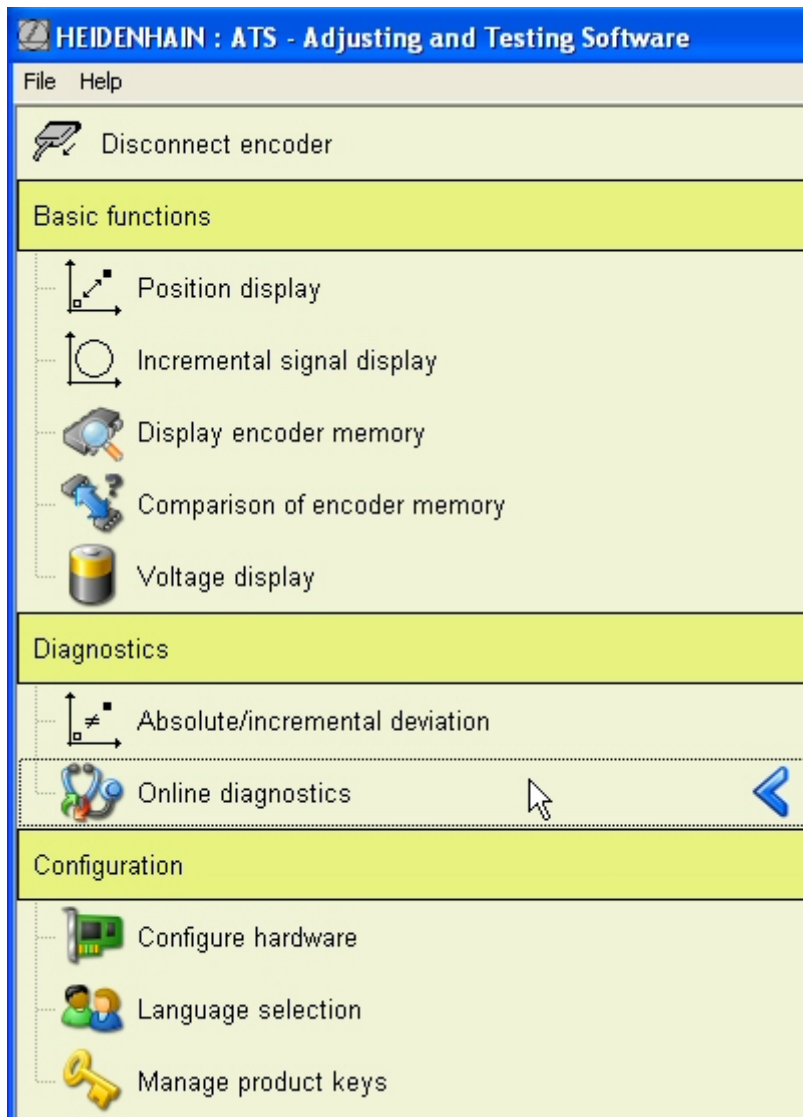 HEIDENHAIN : ATS - Adjusting and Testing Software
File Help
Disconnect encoder
Basic functions
Position display
Incremental signal display
Display encoder memory
Comparison of encoder memory
Voltage display
Diagnostics
Absolute/incremental deviation
Online diagnostics
Configuration
Configure hardware
Language selection
Manage product keys